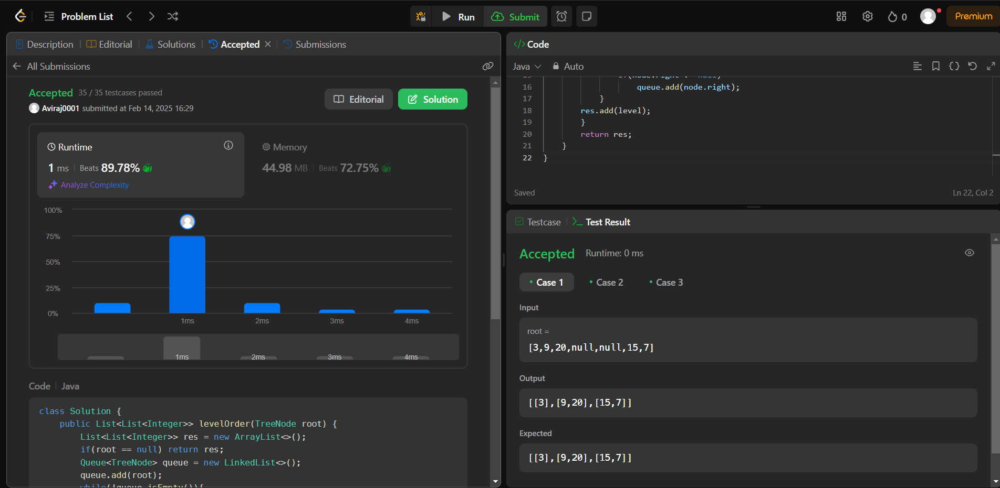 Problem List
Run
Submit
0
Premium
Description
Editorial
Solutions
Accepted
Submissions
All Submissions
Accepted 35 / 35 testcases passed
Aviraj0001 submitted at Feb 14, 2025 16:29
Editorial
Solution
Runtime
1 ms Beats 89.78%
Analyze Complexity
Memory
44.98 MB Beats 72.75%
100%
75%
50%
25%
0%
1ms 2ms 3ms 4ms
1ms 2ms 3ms 4ms
Code Java
class Solution {
public List<List<Integer>> levelOrder(TreeNode root) {
List<List<Integer>> res = new ArrayList<>();
if(root == null) return res;
Queue<TreeNode> queue = new LinkedList<>();
queue.add(root);
while(!queue.isEmpty()){
</> Code
Java Auto
16 queue.add(node.right);
17 }
18 res.add(level);
19 }
20 return res;
21 }
22 }
Saved
Ln 22, Col 2
Testcase
Test Result
Accepted Runtime: 0 ms
Case 1 Case 2 Case 3
Input
root =
[3,9,20,null,null,15,7]
Output
[[3],[9,20],[15,7]]
Expected
[[3],[9,20],[15,7]]